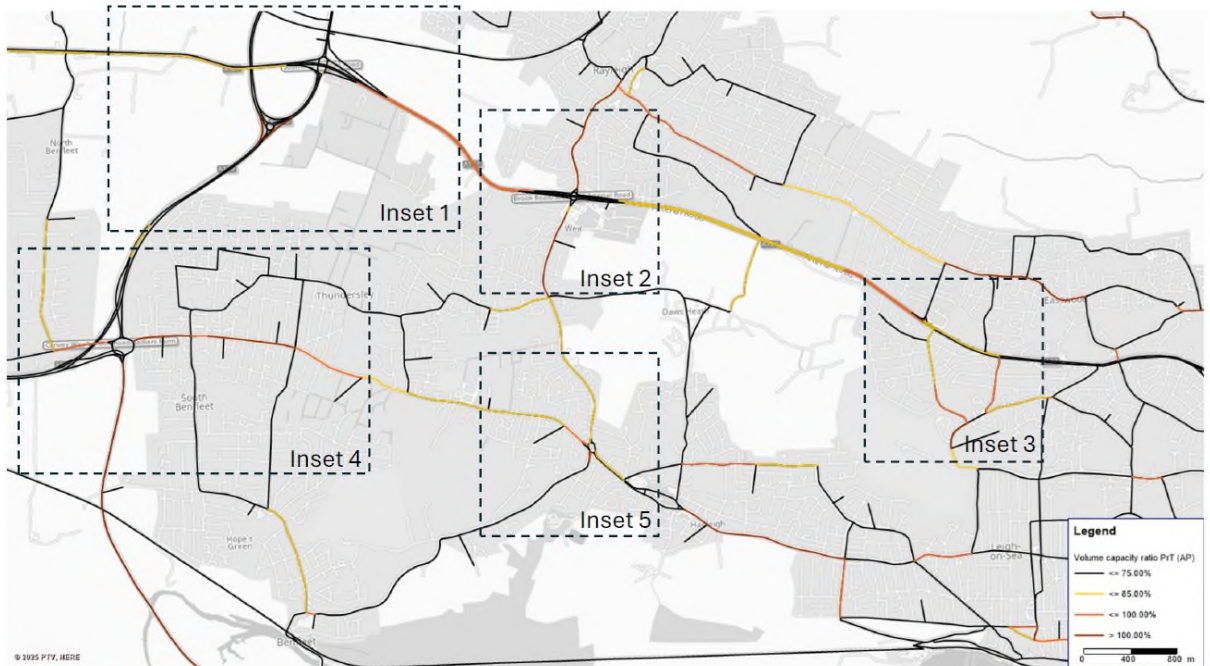 Rayleigh
North
Benfleet
Inset 1
Weir
Inset 2
Thundersley
Daws Heath
Eastwood
South
Benfleet
Inset 4
Inset 3
Inset 5
Hadleigh
Hope's
Green
Leigh-
on-Sea
Benfleet
Legend
Volume capacity ratio PrT (AP)
<= 75.00%
<= 85.00%
<= 100.00%
> 100.00%
0 400 800 m
© 2025 PTV, HERE